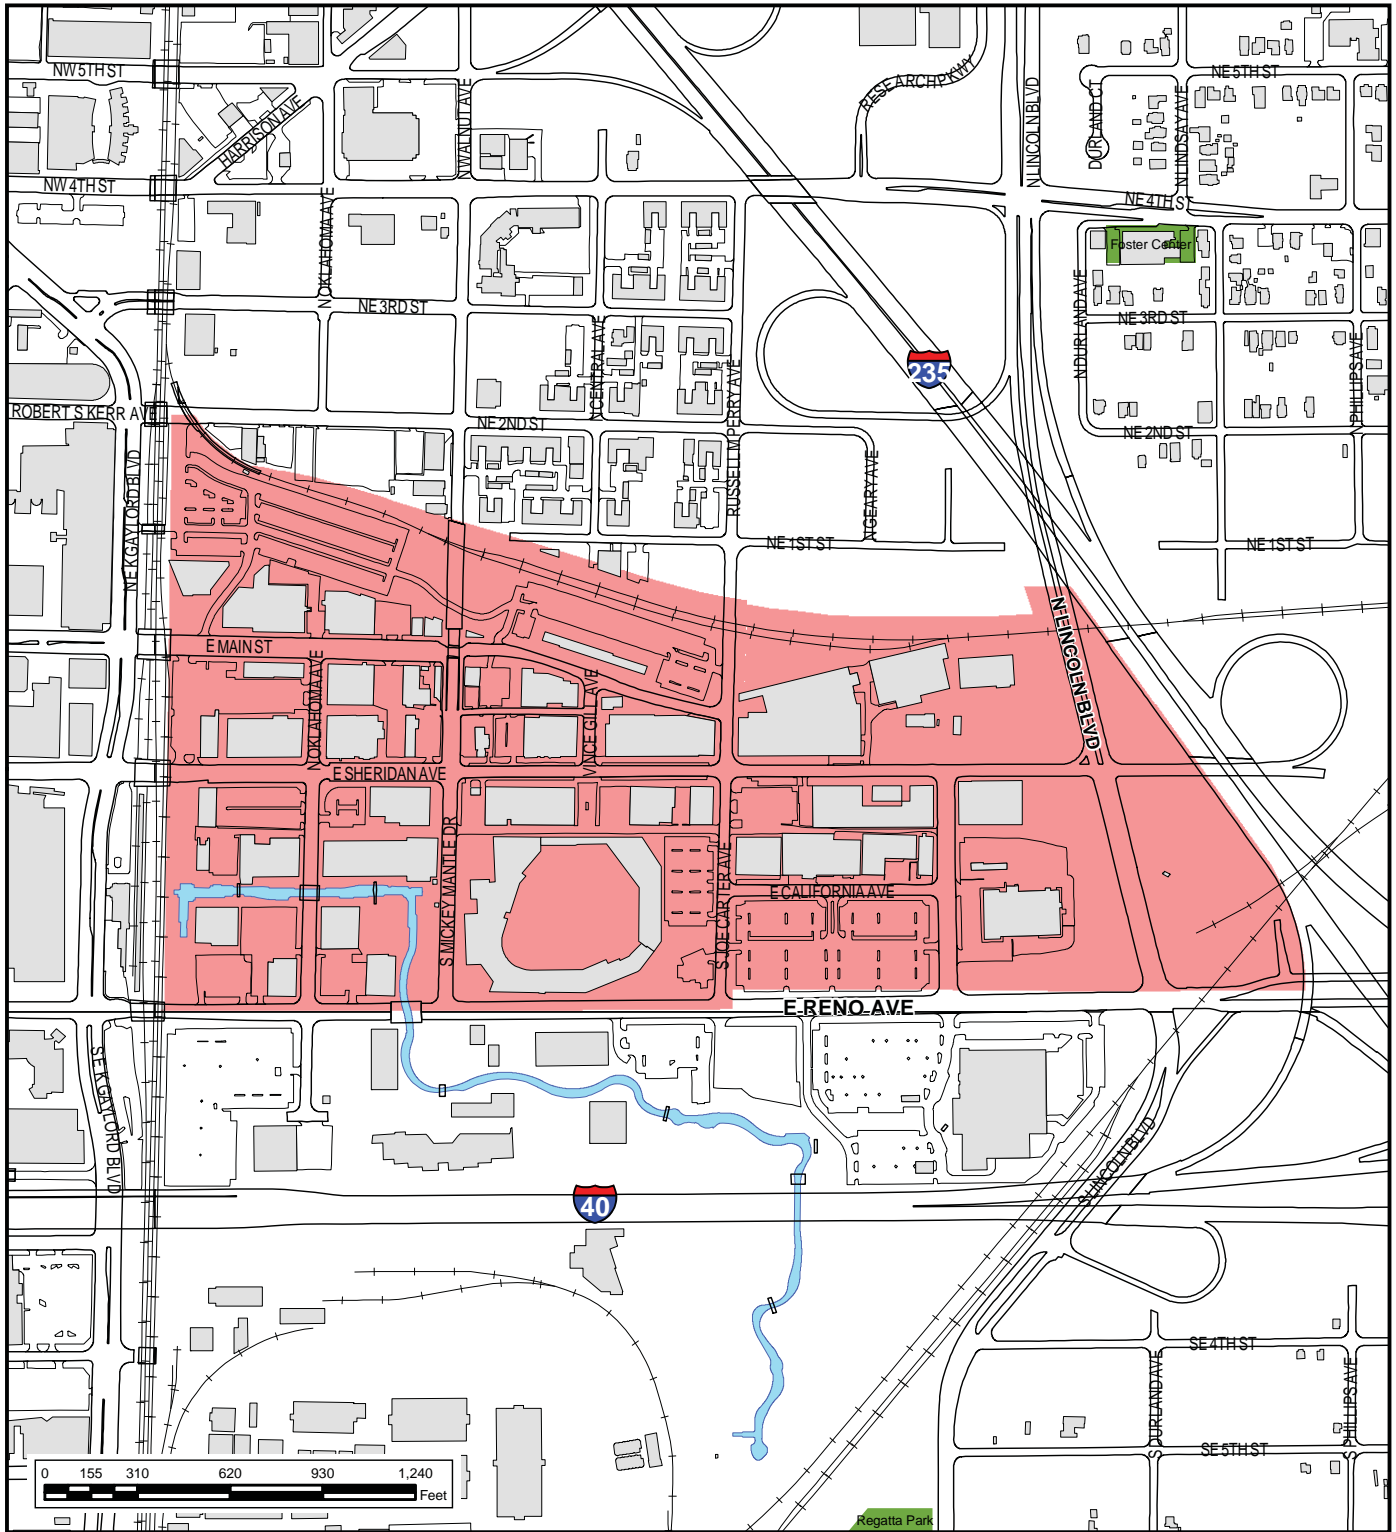 NW 5TH ST
HARRISON AVE
N WALNUT AVE
RESEARCH PKWY
N LINCOLN BLVD
DURLAND CT
N LINDSAY AVE
NE 5TH ST
NW 4TH ST
N OKLAHOMA AVE
NE 4TH ST
Foster Center
NE 3RD ST
N CENTRAL AVE
RUSSELL M PERRY AVE
235
N DURLAND AVE
NE 3RD ST
N PHILLIPS AVE
ROBERT S KERR AVE
NE 2ND ST
NE 2ND ST
NE K GAYLORD BLVD
N GEARY AVE
NE 1ST ST
NE 1ST ST
E MAIN ST
N OKLAHOMA AVE
VINCE GILL AVE
N LINCOLN BLVD
E SHERIDAN AVE
S MICKEY MANTLE DR
S JOE CARTER AVE
E CALIFORNIA AVE
E RENO AVE
S E K GAYLORD BLVD
S LINCOLN BLVD
40
SE 4TH ST
S DURLAND AVE
S PHILLIPS AVE
SE 5TH ST
0 155 310 620 930 1,240
Feet
Regatta Park